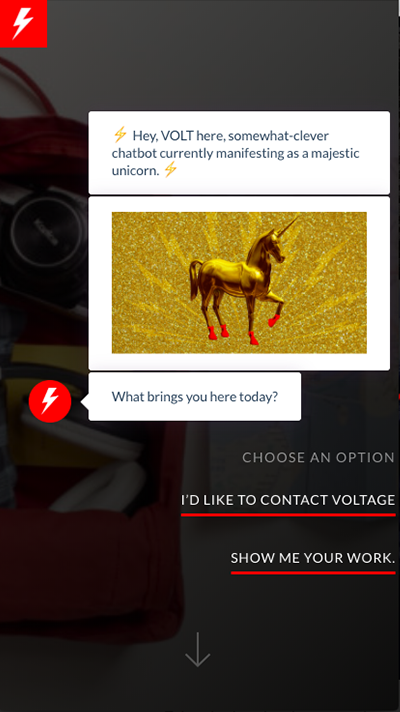 ⚡ Hey, VOLT here, somewhat-clever
chatbot currently manifesting as a majestic
unicorn. ⚡
What brings you here today?
CHOOSE AN OPTION
I'D LIKE TO CONTACT VOLTAGE
SHOW ME YOUR WORK.